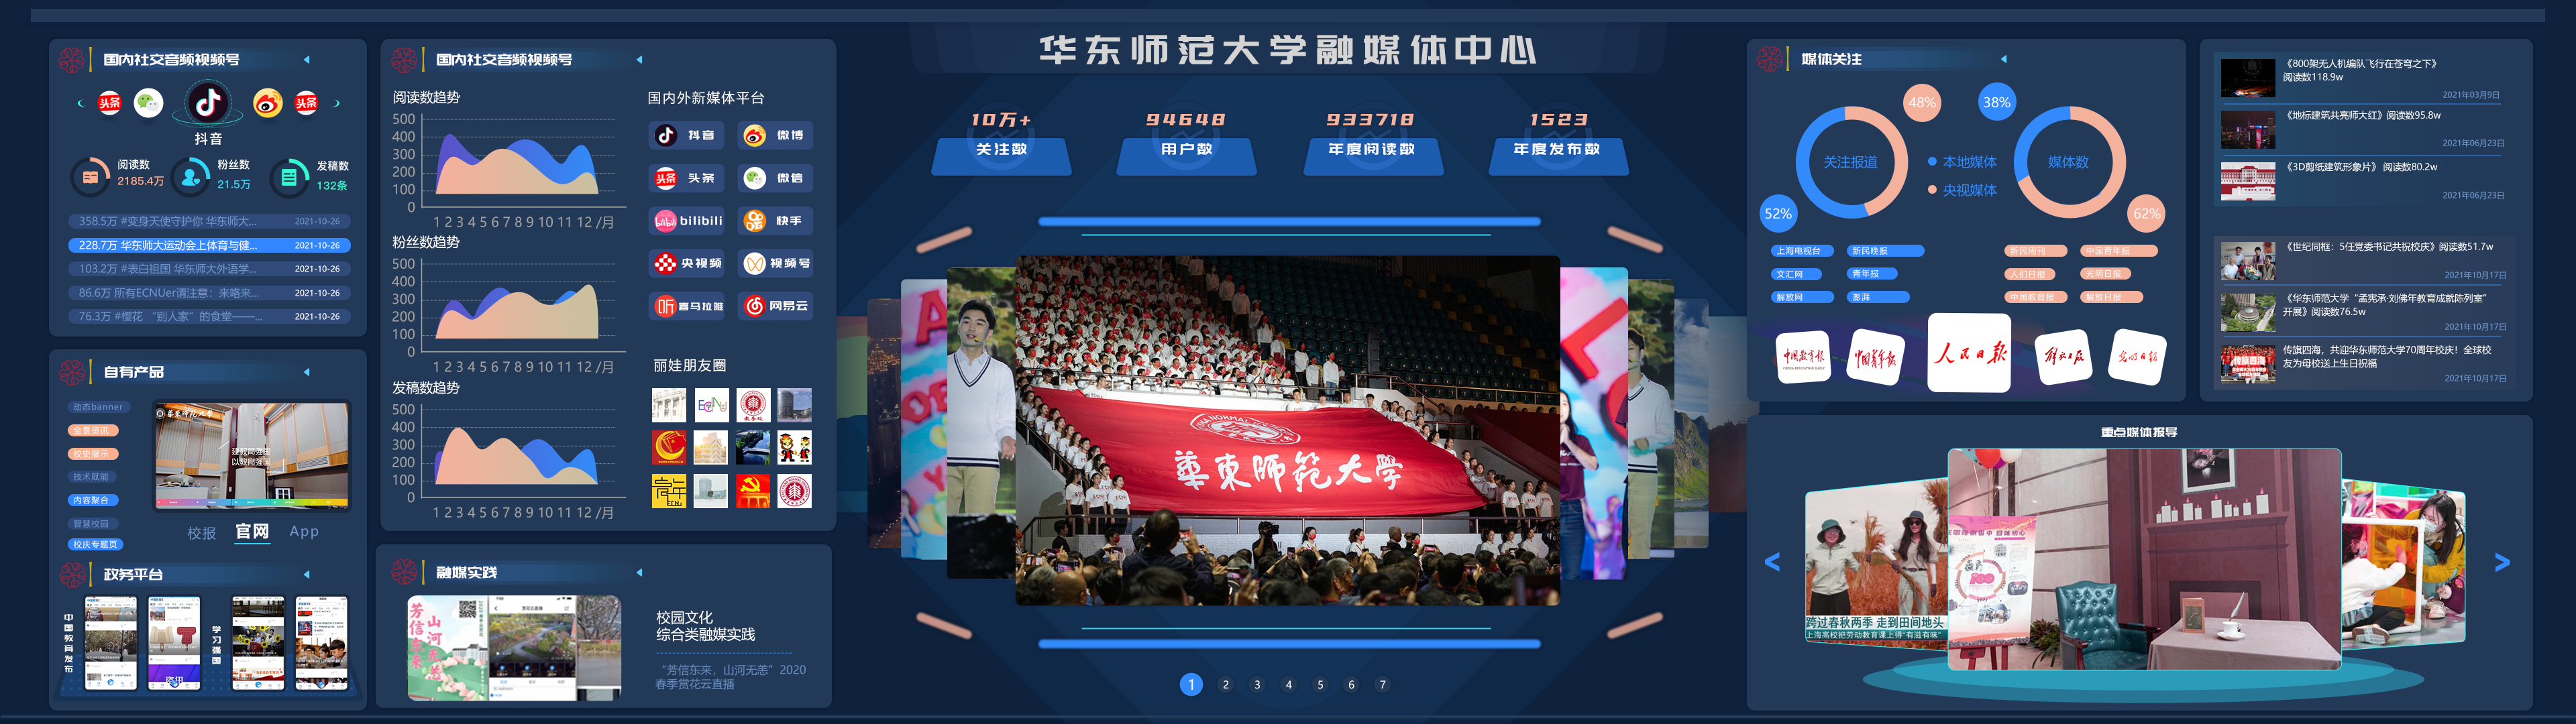 华东师范大学融媒体中心
国内社交音频视频号
头条
抖音
头条
阅读数
2185.4万
粉丝数
21.5万
发稿数
132条
358.5万 #变身天使守护你 华东师大... 2021-10-26
228.7万 华东师大运动会上体育与健... 2021-10-26
103.2万 #表白祖国 华东师大外语学... 2021-10-26
86.6万 所有ECNUer请注意：来咯来... 2021-10-26
76.3万 #樱花 “别人家”的食堂——... 2021-10-26
自有产品
动态banner
全景资讯
校史展示
技术赋能
内容聚合
智慧校园
校庆专题页
華東師範大學
校报 官网 App
政务平台
中国教育发布
学习强国
国内社交音频视频号
阅读数趋势
500
400
300
200
100
0
1 2 3 4 5 6 7 8 9 10 11 12 /月
粉丝数趋势
500
400
300
200
100
0
1 2 3 4 5 6 7 8 9 10 11 12 /月
发稿数趋势
500
400
300
200
100
0
1 2 3 4 5 6 7 8 9 10 11 12 /月
国内外新媒体平台
抖音 微博
头条 头条 微信
bilibili 快手
央视频 视频号
听 喜马拉雅 网易云
丽娃朋友圈
融媒实践
芳信东来
山河无恙
校园文化
综合类融媒实践
“芳信东来，山河无恙”2020
春季赏花云直播
10万+
关注数
94648
用户数
933718
年度阅读数
1523
年度发布数
華東師範大學
1 2 3 4 5 6 7
媒体关注
48%
38%
关注报道
本地媒体
央视媒体
媒体数
52%
62%
上海电视台 新民晚报 新民周刊 中国青年报
文汇网 青年报 人们日报 光明日报
解放网 澎湃 中国教育报 解放日报
中国教育报
CHINA EDUCATION DAILY
中国青年报
人民日报
解放日报
光明日报
《800架无人机编队飞行在苍穹之下》
阅读数118.9w
2021年03月9日
《地标建筑共亮师大红》阅读数95.8w
2021年06月23日
《3D剪纸建筑形象片》 阅读数80.2w
2021年06月23日
《世纪同框：5任党委书记共祝校庆》阅读数51.7w
2021年10月17日
《华东师范大学“孟宪承·刘佛年教育成就陈列室”
开展》阅读数76.5w
2021年10月17日
传旗四海
传旗四海，共迎华东师范大学70周年校庆！全球校
友为母校送上生日祝福
2021年10月17日
重点媒体报导
跨过春秋两季 走到田间地头
上海高校把劳动教育课上得“有滋有味”
100
< >